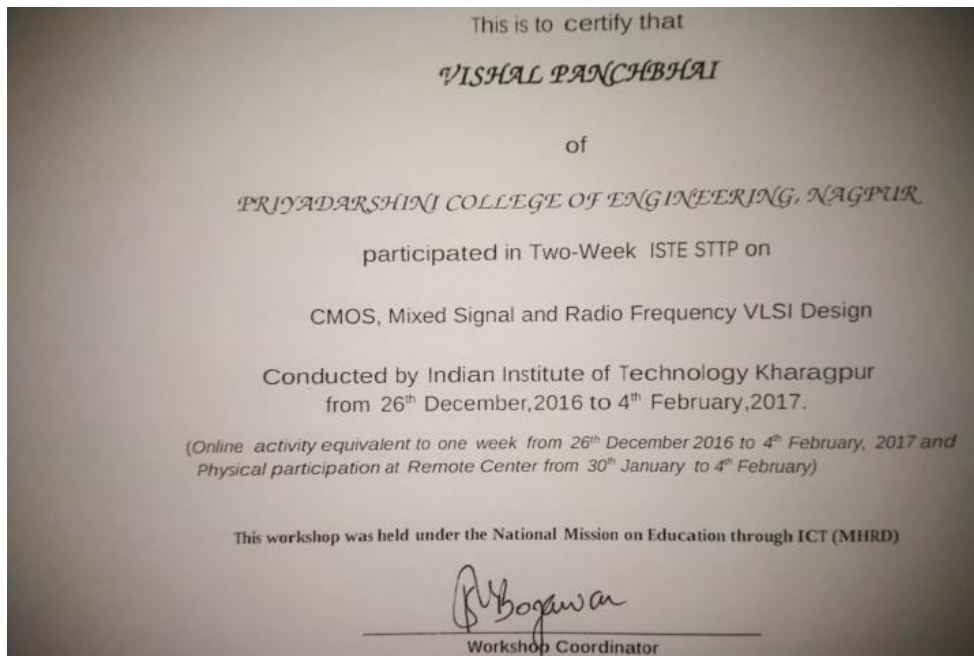 This is to certify that
VISHAL PANCHBHAI
of
PRIYADARSHINI COLLEGE OF ENGINEERING, NAGPUR
participated in Two-Week ISTE STTP on
CMOS, Mixed Signal and Radio Frequency VLSI Design
Conducted by Indian Institute of Technology Kharagpur
from 26th December,2016 to 4th February,2017.
(Online activity equivalent to one week from 26th December 2016 to 4th February, 2017 and
Physical participation at Remote Center from 30th January to 4th February)
This workshop was held under the National Mission on Education through ICT (MHRD)
Workshop Coordinator